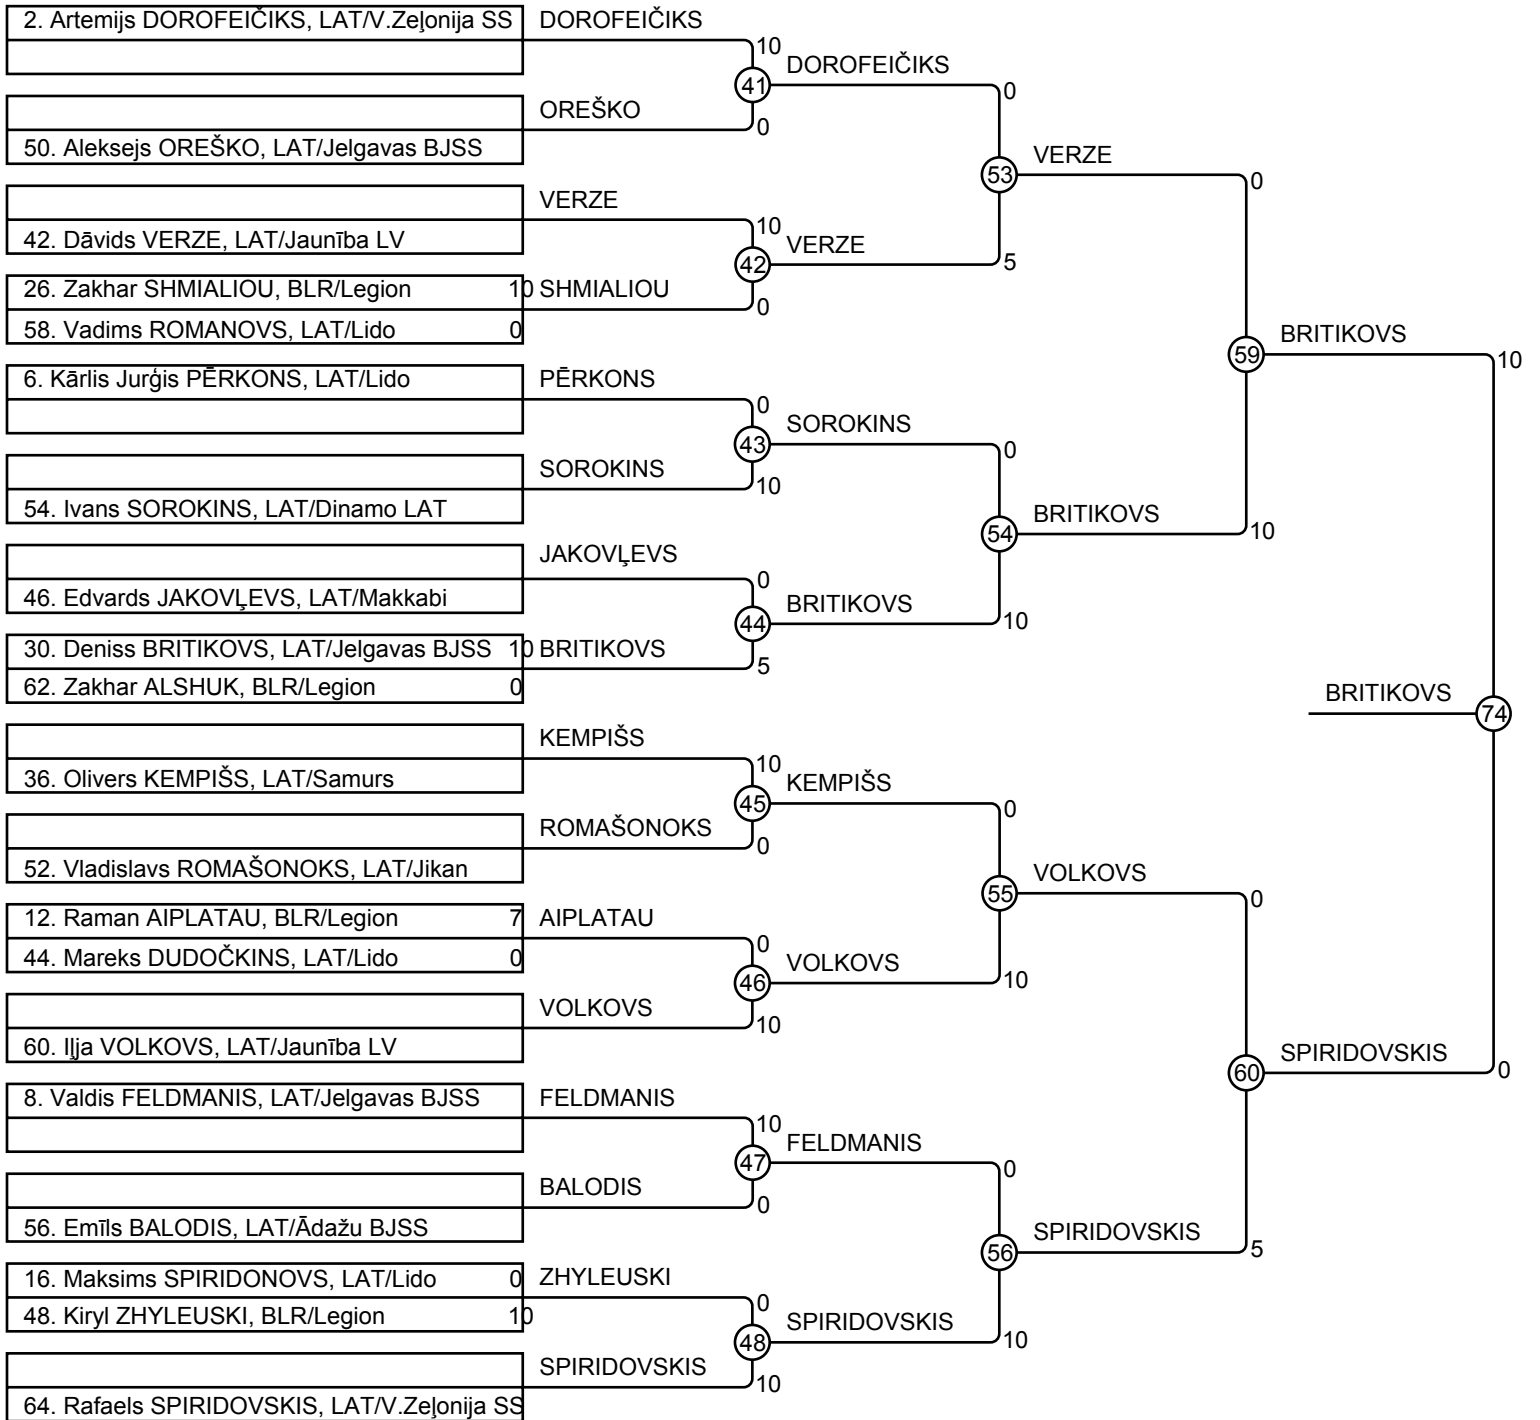 2. Artemijs DOROFEIČIKS, LAT/V.Zeļonija SS
DOROFEIČIKS
10
DOROFEIČIKS
41
0
OREŠKO
0
50. Aleksejs OREŠKO, LAT/Jelgavas BJSS
VERZE
53
0
VERZE
10
42. Dāvids VERZE, LAT/Jaunība LV
VERZE
42
5
26. Zakhar SHMIALIOU, BLR/Legion 10
SHMIALIOU
0
58. Vadims ROMANOVS, LAT/Lido 0
BRITIKOVS
59
10
6. Kārlis Jurģis PĒRKONS, LAT/Lido
PĒRKONS
0
SOROKINS
43
0
SOROKINS
10
54. Ivans SOROKINS, LAT/Dinamo LAT
BRITIKOVS
54
10
JAKOVĻEVS
0
46. Edvards JAKOVĻEVS, LAT/Makkabi
BRITIKOVS
44
10
30. Deniss BRITIKOVS, LAT/Jelgavas BJSS 10
BRITIKOVS
5
62. Zakhar ALSHUK, BLR/Legion 0
BRITIKOVS
74
KEMPIŠS
10
36. Olivers KEMPIŠS, LAT/Samurs
KEMPIŠS
45
0
ROMAŠONOKS
0
52. Vladislavs ROMAŠONOKS, LAT/Jikan
VOLKOVS
55
0
12. Raman AIPLATAU, BLR/Legion 7
AIPLATAU
0
44. Mareks DUDOČKINS, LAT/Lido 0
VOLKOVS
46
10
VOLKOVS
10
60. Iļja VOLKOVS, LAT/Jaunība LV
SPIRIDOVSKIS
60
0
8. Valdis FELDMANIS, LAT/Jelgavas BJSS
FELDMANIS
10
FELDMANIS
47
0
BALODIS
0
56. Emīls BALODIS, LAT/Ādažu BJSS
SPIRIDOVSKIS
56
5
16. Maksims SPIRIDONOVS, LAT/Lido 0
ZHYLEUSKI
0
48. Kiryl ZHYLEUSKI, BLR/Legion 10
SPIRIDOVSKIS
48
10
SPIRIDOVSKIS
10
64. Rafaels SPIRIDOVSKIS, LAT/V.Zeļonija SS